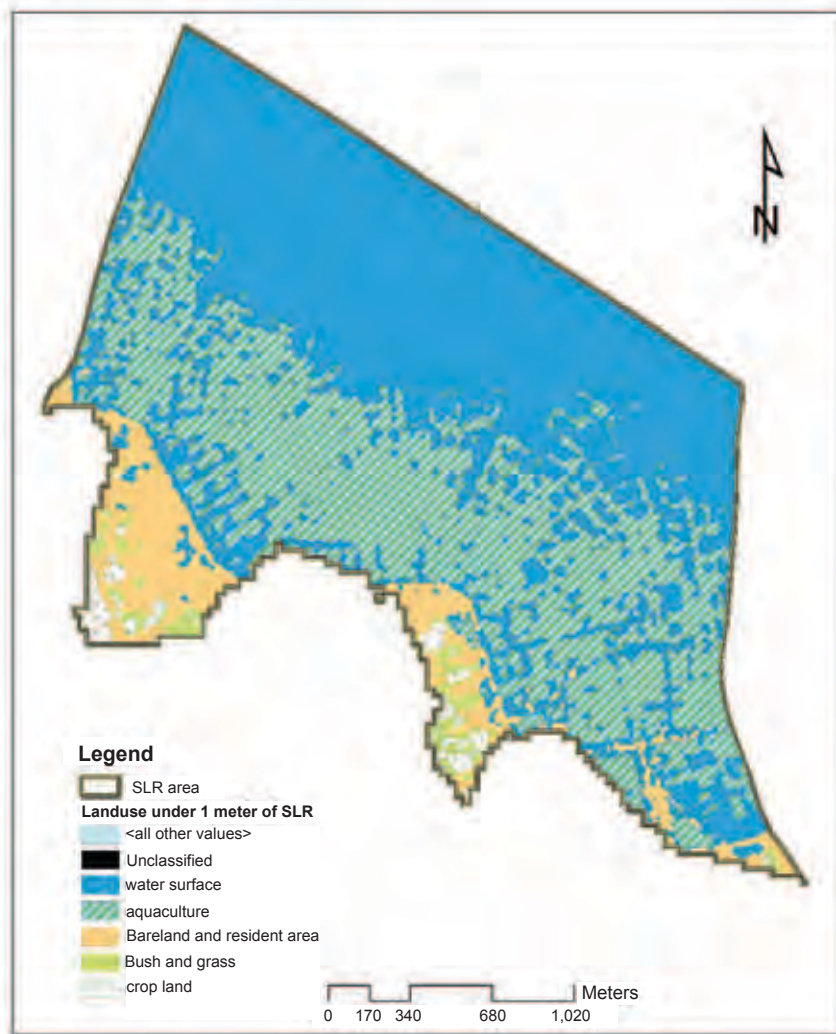 N
Legend
SLR area
Landuse under 1 meter of SLR
<all other values>
Unclassified
water surface
aquaculture
Bareland and resident area
Bush and grass
crop land
Meters
0 170 340 680 1,020